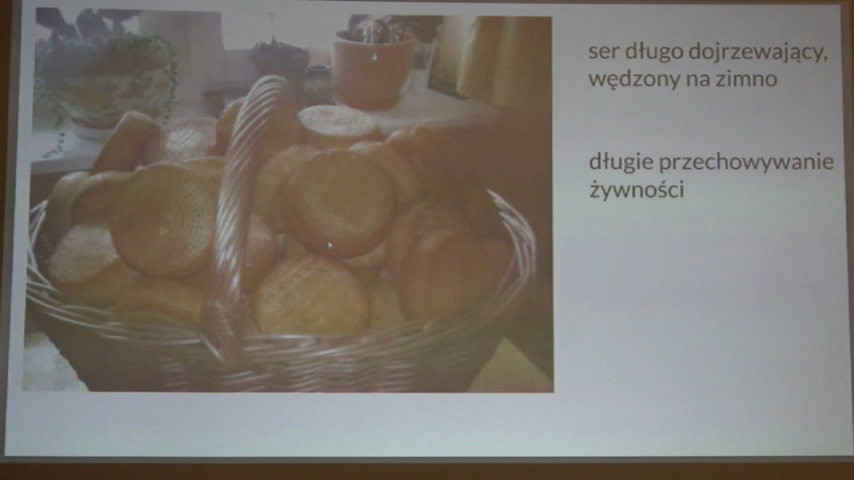 ser długo dojrzewający,
wędzony na zimno
długie przechowywanie
żywności